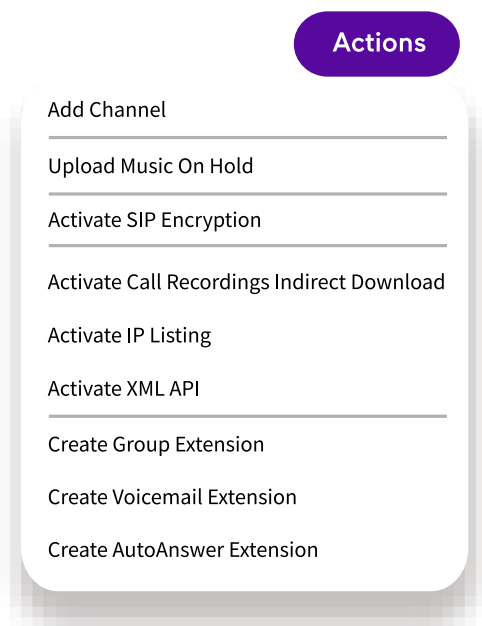 Actions
Add Channel
Upload Music On Hold
Activate SIP Encryption
Activate Call Recordings Indirect Download
Activate IP Listing
Activate XML API
Create Group Extension
Create Voicemail Extension
Create AutoAnswer Extension